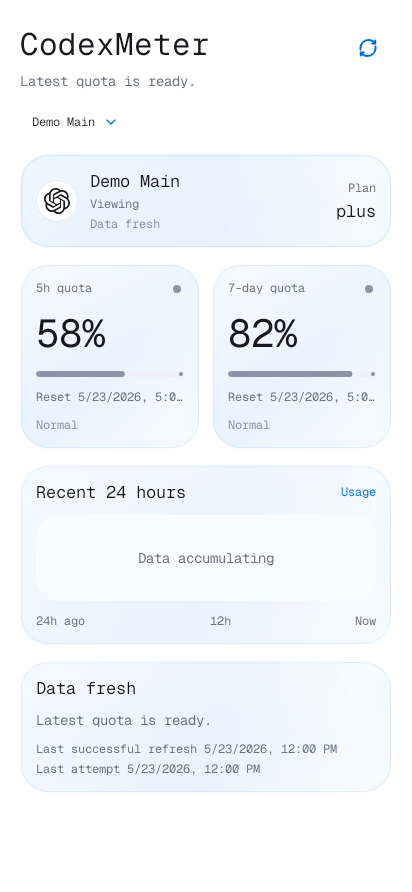 CodexMeter
Latest quota is ready.
Demo Main
Demo Main
Viewing
Data fresh
Plan
plus
5h quota
58%
Reset 5/23/2026, 5:0…
Normal
7-day quota
82%
Reset 5/23/2026, 5:0…
Normal
Recent 24 hours
Usage
Data accumulating
24h ago
12h
Now
Data fresh
Latest quota is ready.
Last successful refresh 5/23/2026, 12:00 PM
Last attempt 5/23/2026, 12:00 PM